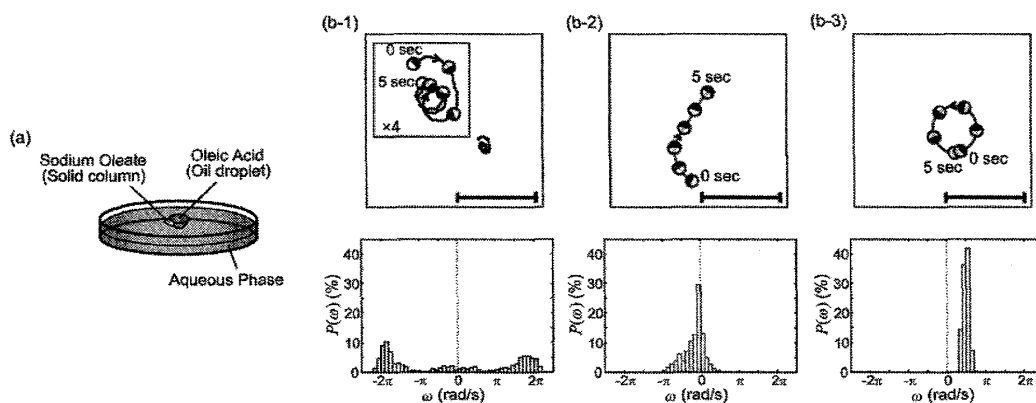 (a)
Sodium Oleate
(Solid column)
Oleic Acid
(Oil droplet)
Aqueous Phase
(b-1)
0 sec
5 sec
×4
(b-2)
5 sec
0 sec
(b-3)
0 sec
5 sec
P(ω) (%)
40
30
20
10
0
-2π -π 0 π 2π
ω (rad/s)
P(ω) (%)
40
30
20
10
0
-2π -π 0 π 2π
ω (rad/s)
P(ω) (%)
40
30
20
10
0
-2π -π 0 π 2π
ω (rad/s)